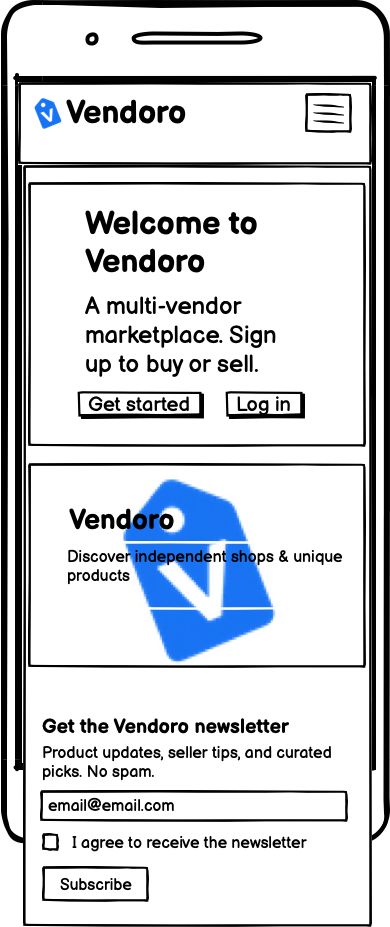 Vendoro
Welcome to
Vendoro
A multi-vendor
marketplace. Sign
up to buy or sell.
Get started
Log in
Vendoro
Discover independent shops & unique
products
Get the Vendoro newsletter
Product updates, seller tips, and curated
picks. No spam.
email@email.com
I agree to receive the newsletter
Subscribe